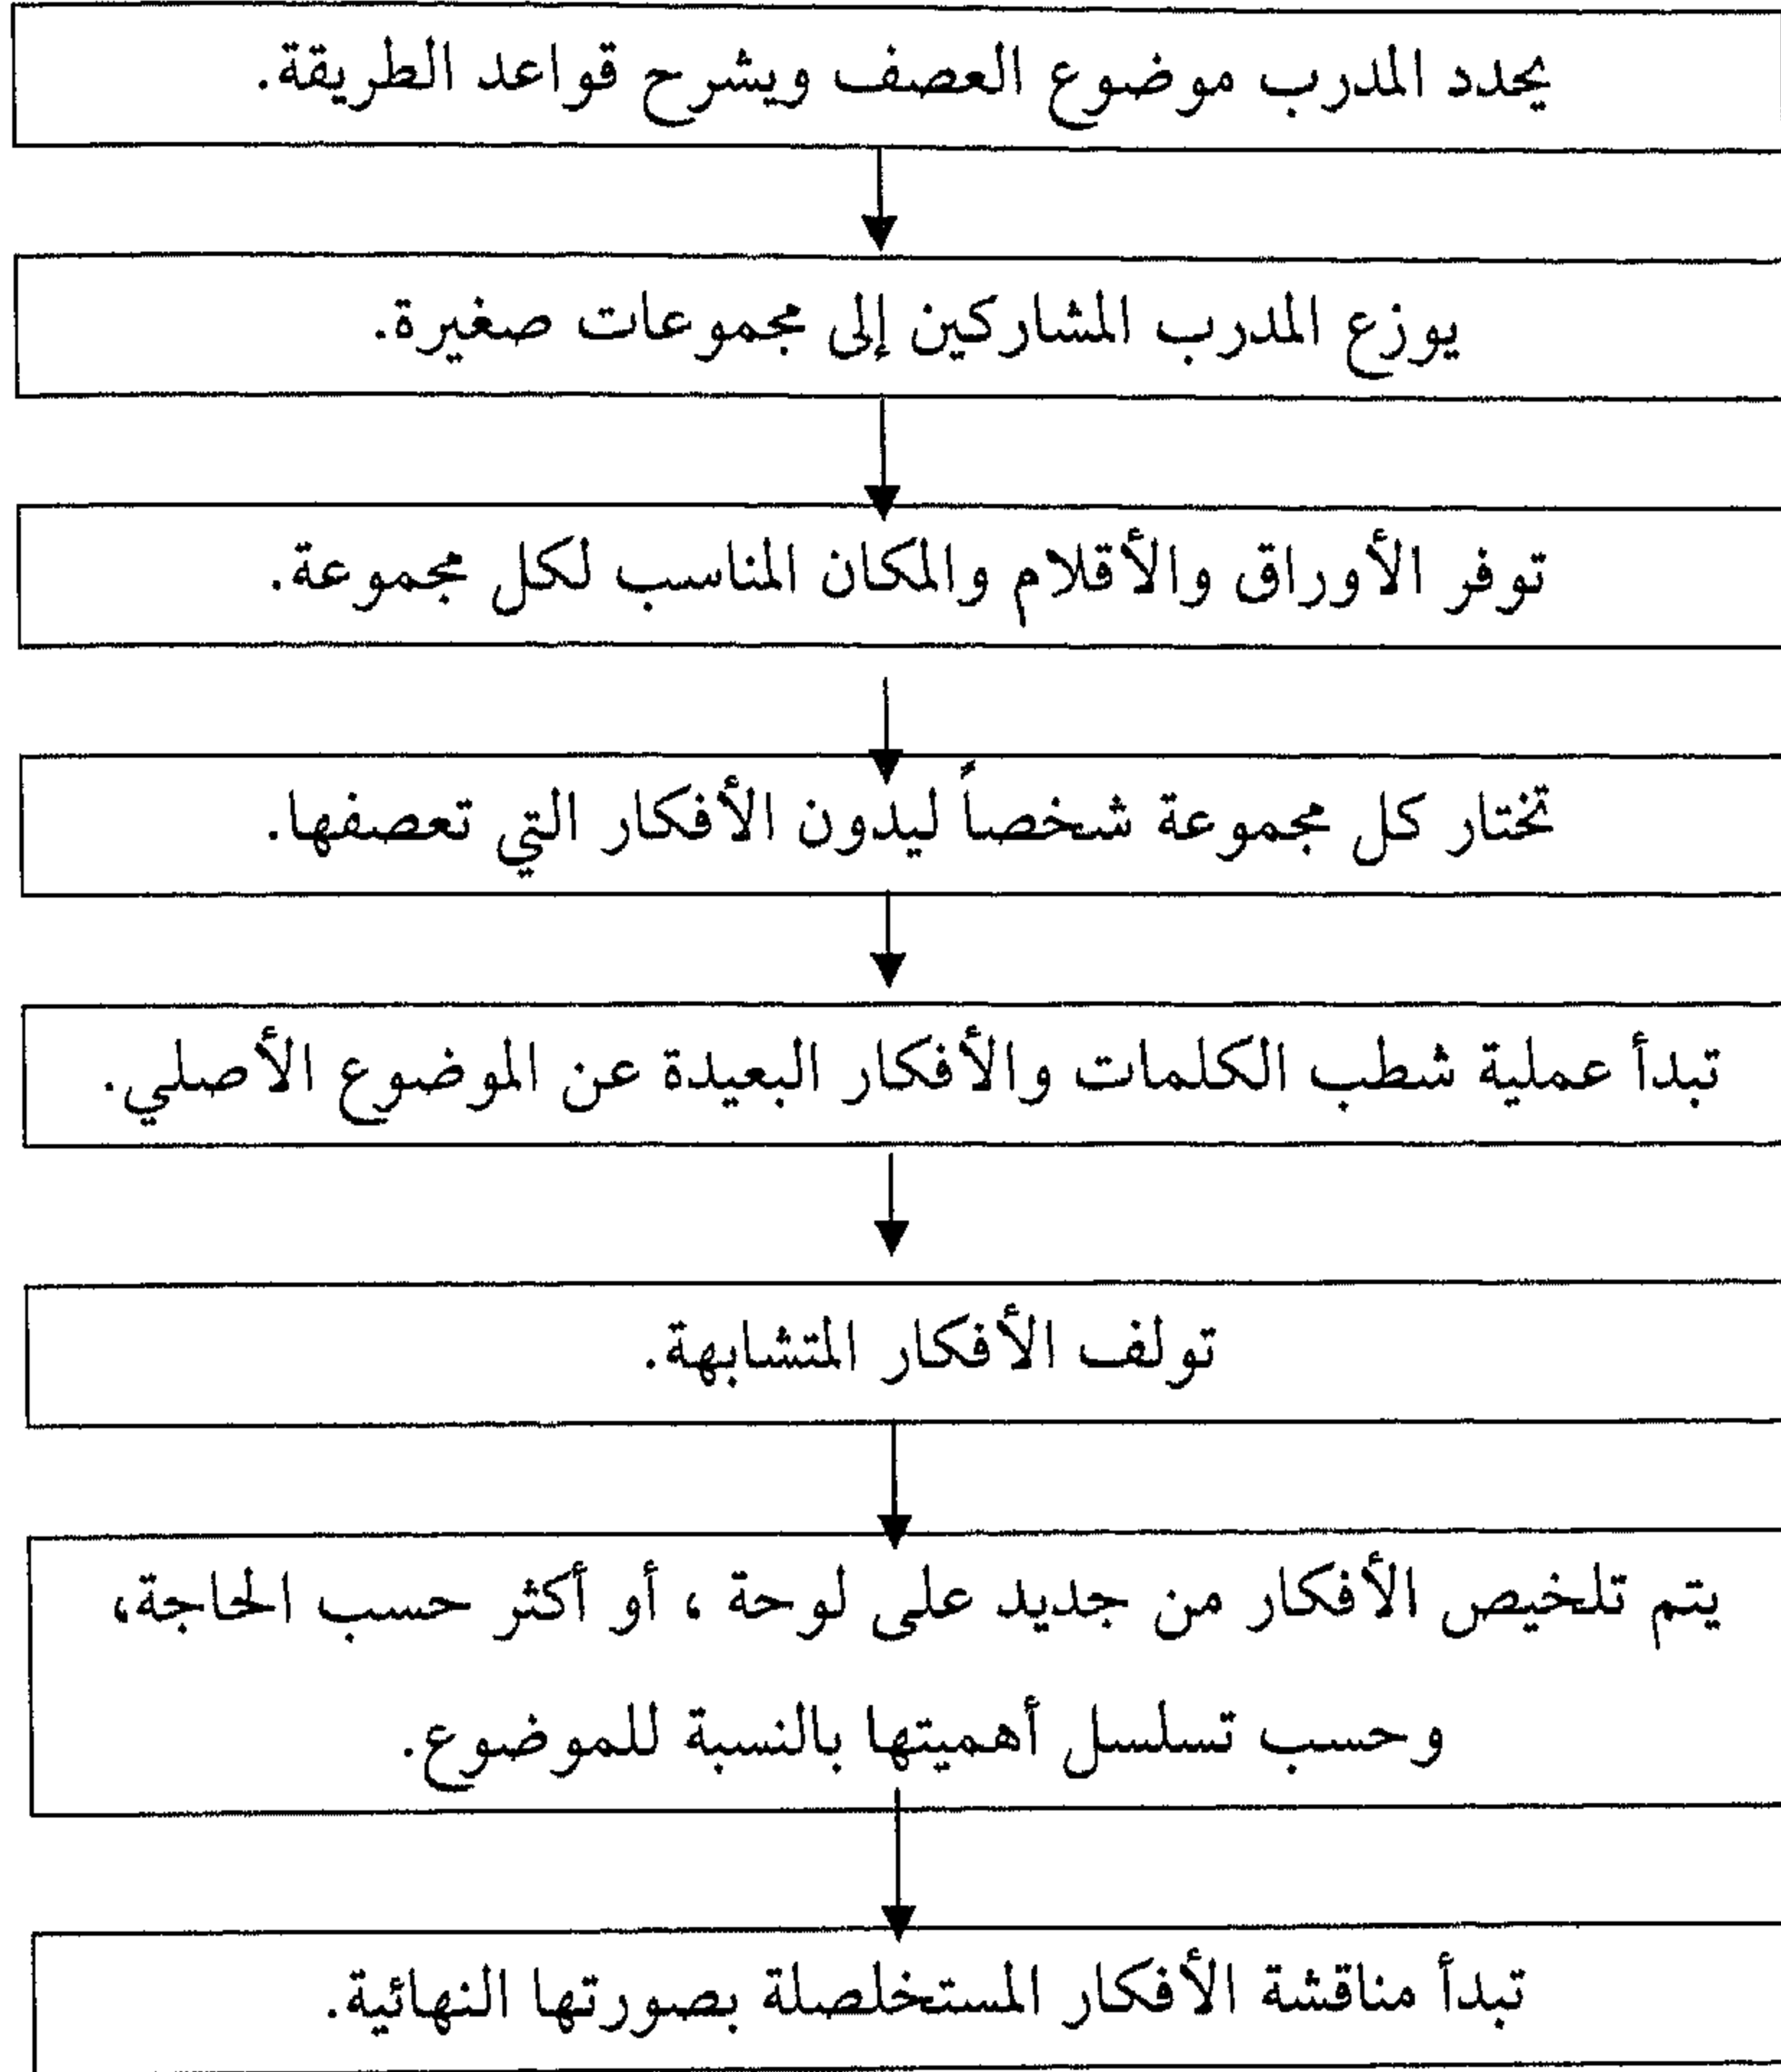 يحدد المدرب موضوع العصف ويشرح قواعد الطريقة.
يوزع المدرب المشاركين إلى مجموعات صغيرة.
توفر الأوراق والأقلام والمكان المناسب لكل مجموعة.
تختار كل مجموعة شخصاً ليدون الأفكار التي تعصفها.
تبدأ عملية شطب الكلمات والأفكار البعيدة عن الموضوع الأصلي.
تولف الأفكار المتشابهة.
يتم تلخيص الأفكار من جديد على لوحة ، أو أكثر حسب الحاجة،
وحسب تسلسل أهميتها بالنسبة للموضوع.
تبدأ مناقشة الأفكار المستخلصلة بصورتها النهائية.